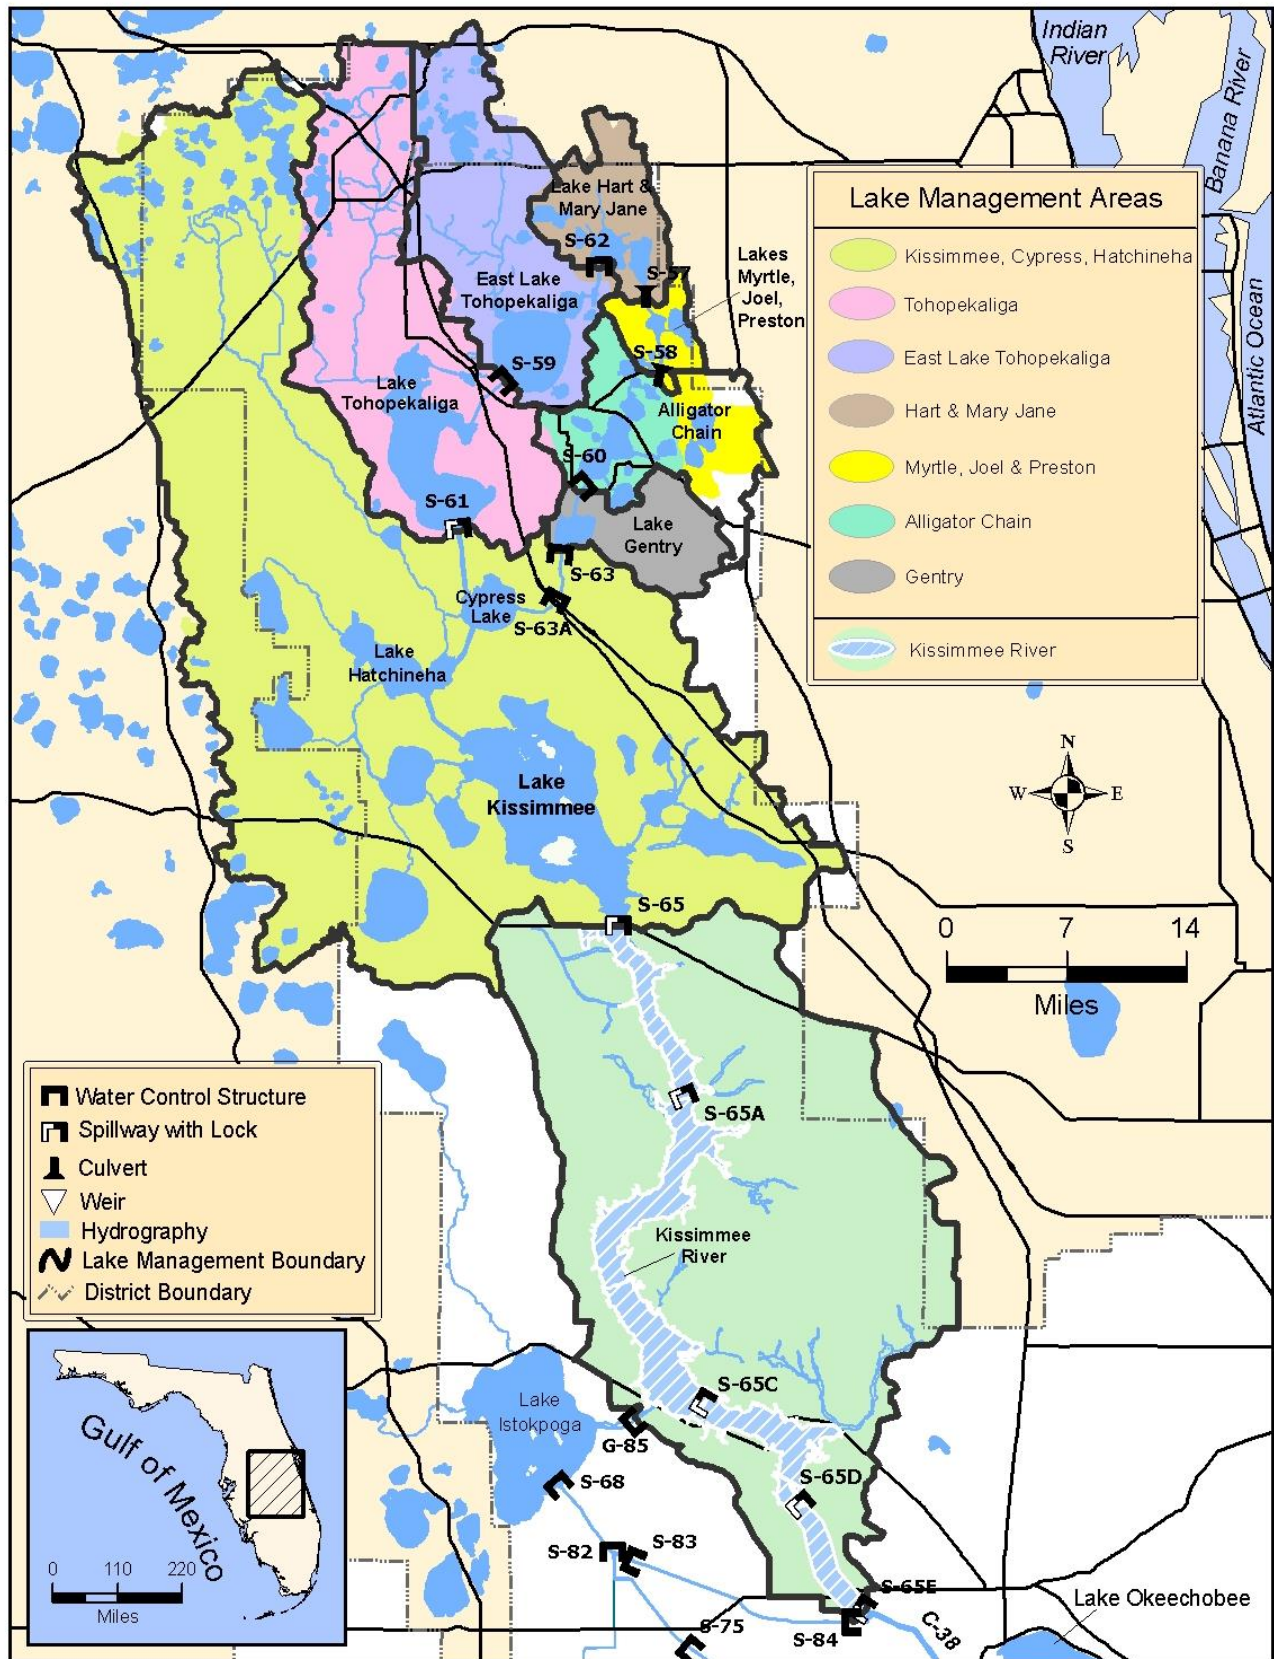 Indian
River
Banana River
Atlantic Ocean
Lake Management Areas
Kissimmee, Cypress, Hatchineha
Tohopekaliga
East Lake Tohopekaliga
Hart & Mary Jane
Myrtle, Joel & Preston
Alligator Chain
Gentry
Kissimmee River
Lake Hart &
Mary Jane
S-62
S-57
Lakes
Myrtle,
Joel,
Preston
East Lake
Tohopekaliga
S-59
S-58
Lake
Tohopekaliga
Alligator
Chain
S-60
S-61
Lake
Gentry
S-63
Cypress
Lake
S-63A
Lake
Hatchineha
Lake
Kissimmee
N
W
E
S
S-65
0
7
14
Miles
S-65A
Kissimmee
River
Water Control Structure
Spillway with Lock
Culvert
Weir
Hydrography
Lake Management Boundary
District Boundary
Gulf of Mexico
0
110
220
Miles
Lake
Istokpoga
S-65C
G-85
S-68
S-65D
S-82
S-83
S-65E
S-84
S-75
C-38
Lake Okeechobee